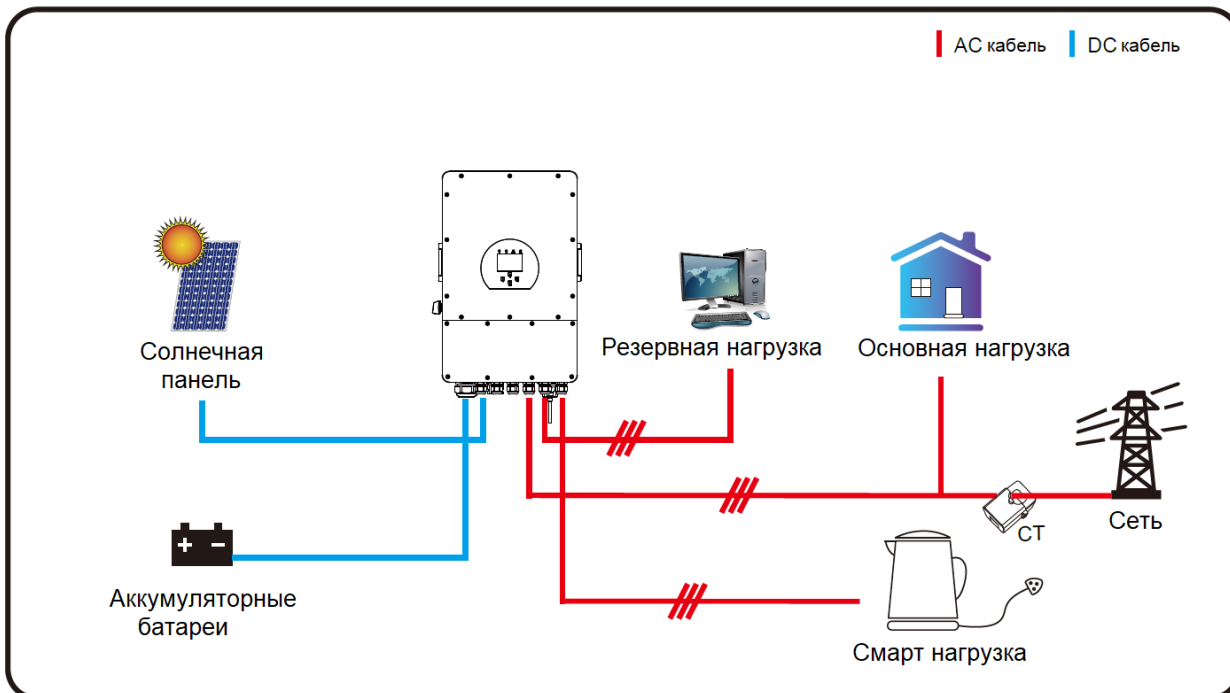 AC кабель
DC кабель
Солнечная
панель
Резервная нагрузка
Основная нагрузка
Сеть
CT
Аккумуляторные
батареи
Смарт нагрузка